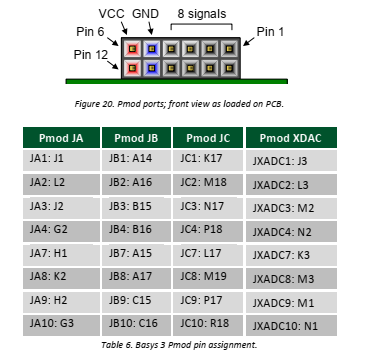 VCC GND 8 signals
Pin 6 Pin 1
Pin 12
Figure 20. Pmod ports; front view as loaded on PCB.
Pmod JA Pmod JB Pmod JC Pmod XDAC
JA1: J1 JB1: A14 JC1: K17 JXADC1: J3
JA2: L2 JB2: A16 JC2: M18 JXADC2: L3
JA3: J2 JB3: B15 JC3: N17 JXADC3: M2
JA4: G2 JB4: B16 JC4: P18 JXADC4: N2
JA7: H1 JB7: A15 JC7: L17 JXADC7: K3
JA8: K2 JB8: A17 JC8: M19 JXADC8: M3
JA9: H2 JB9: C15 JC9: P17 JXADC9: M1
JA10: G3 JB10: C16 JC10: R18 JXADC10: N1
Table 6. Basys 3 Pmod pin assignment.